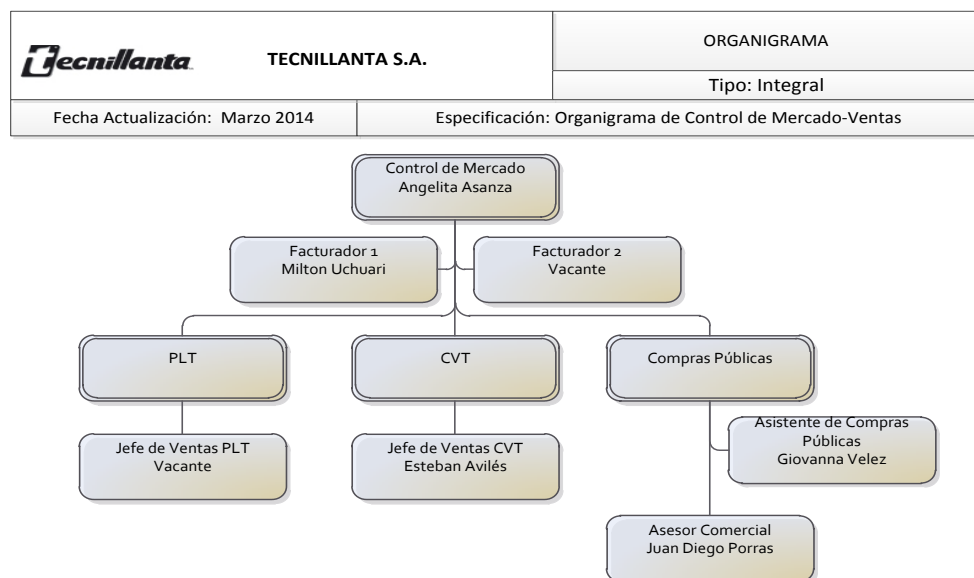 Tecnillanta
TECNILLANTA S.A.
ORGANIGRAMA
Tipo: Integral
Fecha Actualización: Marzo 2014
Especificación: Organigrama de Control de Mercado-Ventas
Control de Mercado
Angelita Asanza
Facturador 1
Milton Uchuari
Facturador 2
Vacante
PLT
CVT
Compras Públicas
Jefe de Ventas PLT
Vacante
Jefe de Ventas CVT
Esteban Avilés
Asistente de Compras
Públicas
Giovanna Velez
Asesor Comercial
Juan Diego Porras